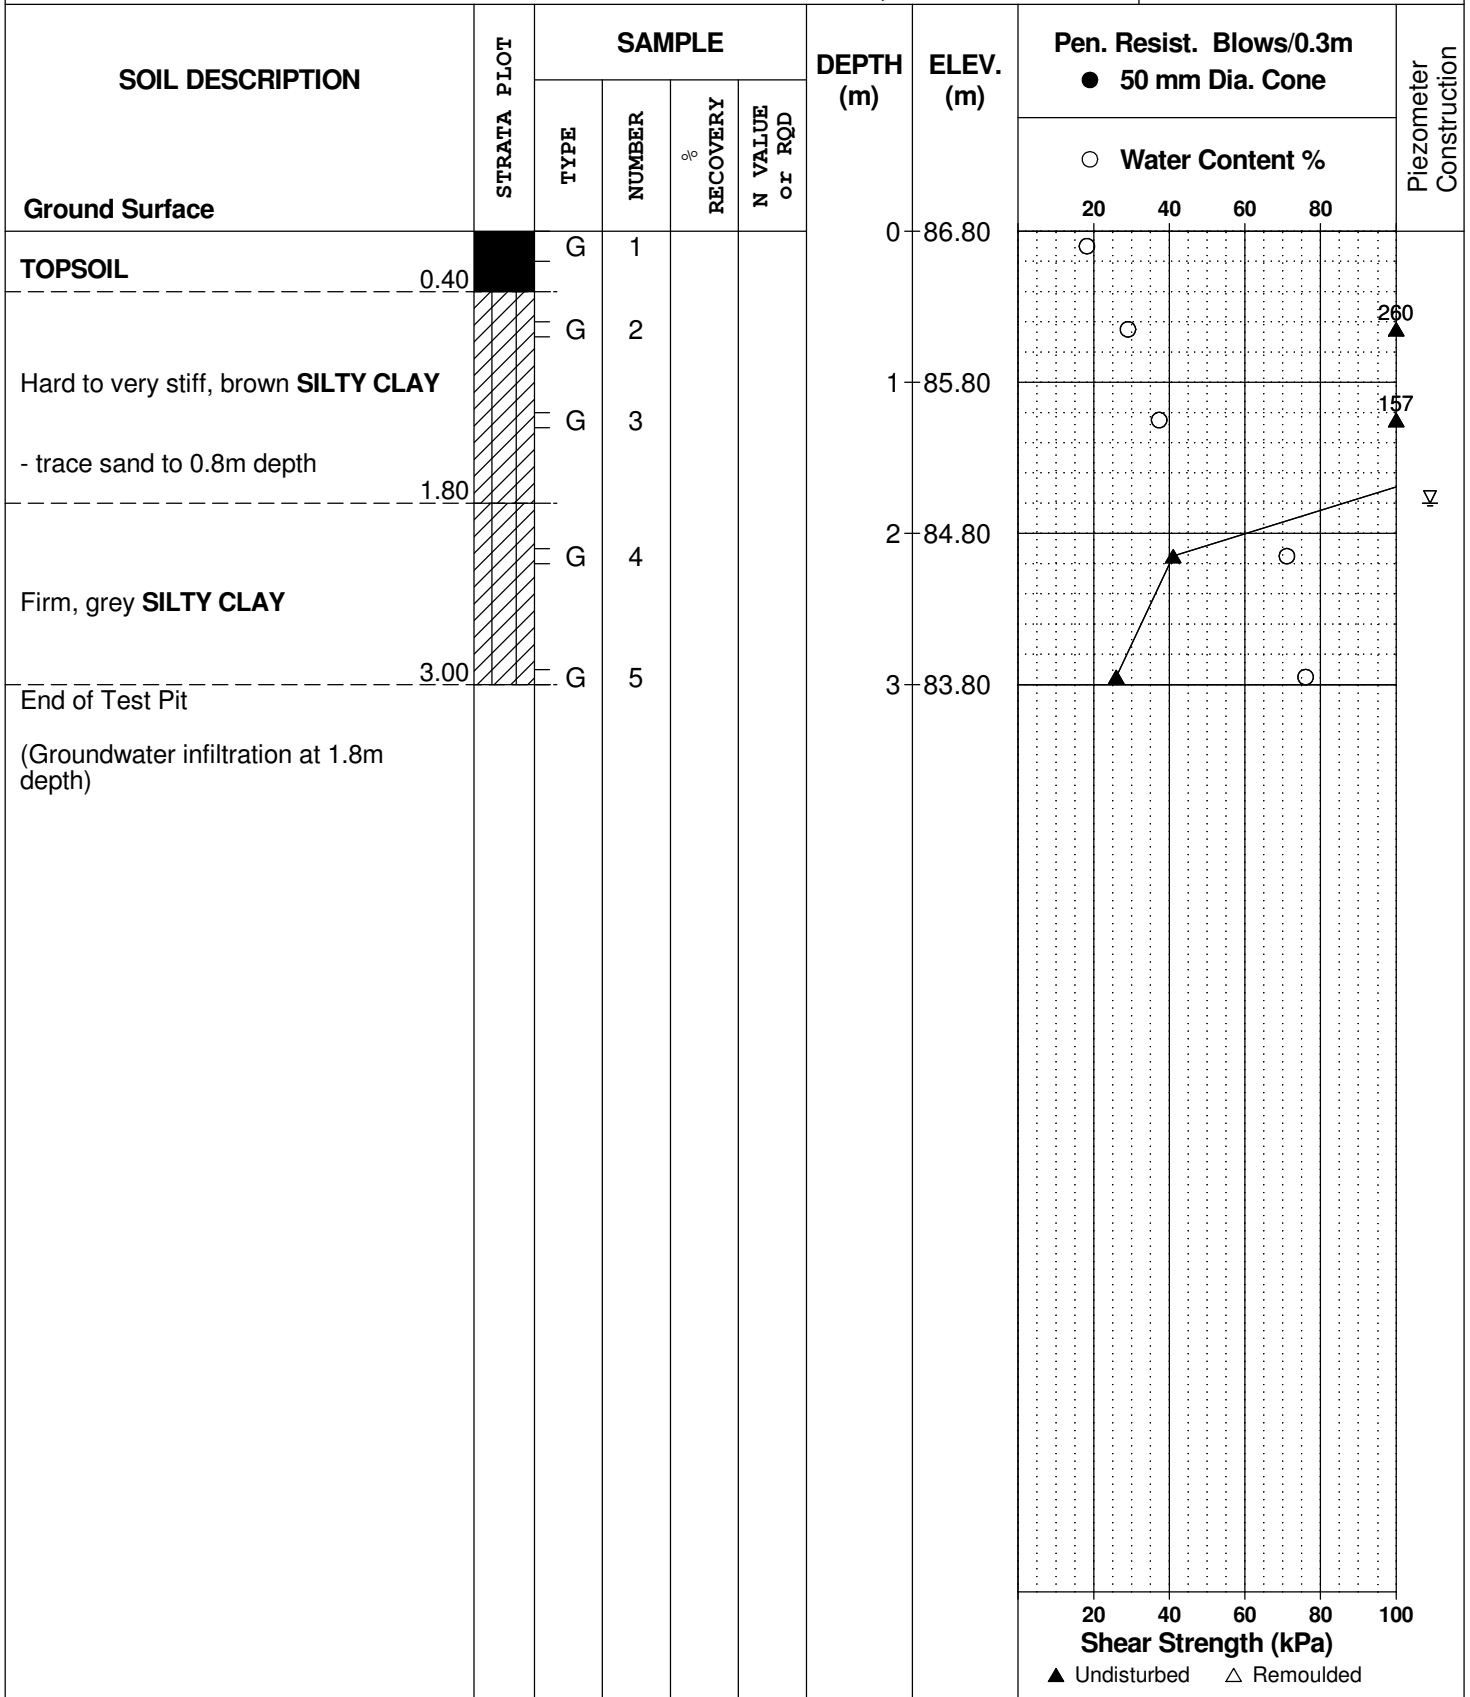 SOIL DESCRIPTION
STRATA PLOT
SAMPLE
TYPE
NUMBER
%
RECOVERY
N VALUE
or RQD
DEPTH
(m)
ELEV.
(m)
Pen. Resist. Blows/0.3m
● 50 mm Dia. Cone
○ Water Content %
20 40 60 80
Piezometer
Construction
Ground Surface
0 86.80
G 1
TOPSOIL
0.40
260
G 2
Hard to very stiff, brown SILTY CLAY
1 85.80
157
G 3
- trace sand to 0.8m depth
1.80
2 84.80
G 4
Firm, grey SILTY CLAY
3.00
G 5
3 83.80
End of Test Pit
(Groundwater infiltration at 1.8m
depth)
20 40 60 80 100
Shear Strength (kPa)
▲ Undisturbed △ Remoulded